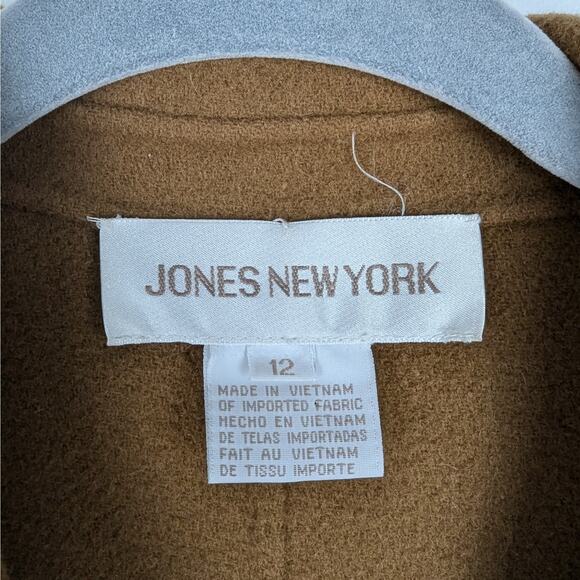 JONES NEW YORK
12
MADE IN VIETNAM
OF IMPORTED FABRIC
HECHO EN VIETNAM
DE TELAS IMPORTADAS
FAIT AU VIETNAM
DE TISSU IMPORTE